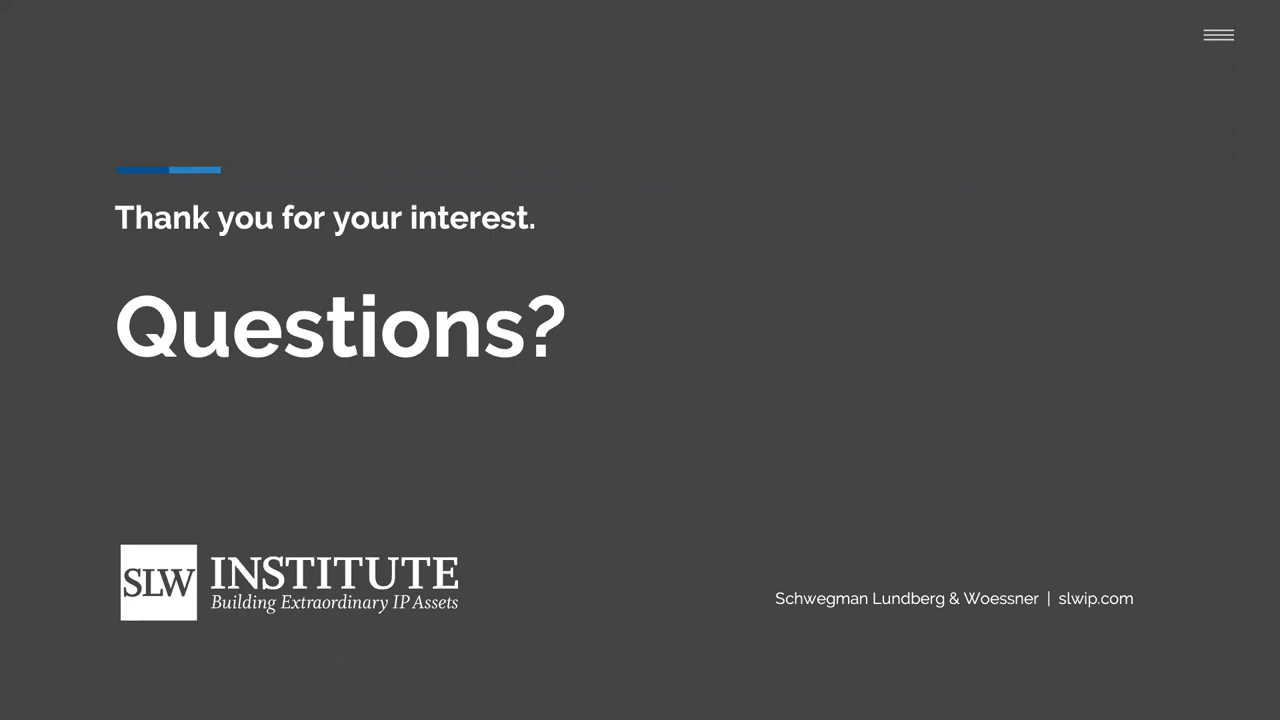 Thank you for your interest.
Questions?
SLW
INSTITUTE
Building Extraordinary IP Assets
Schwegman Lundberg & Woessner | slwip.com